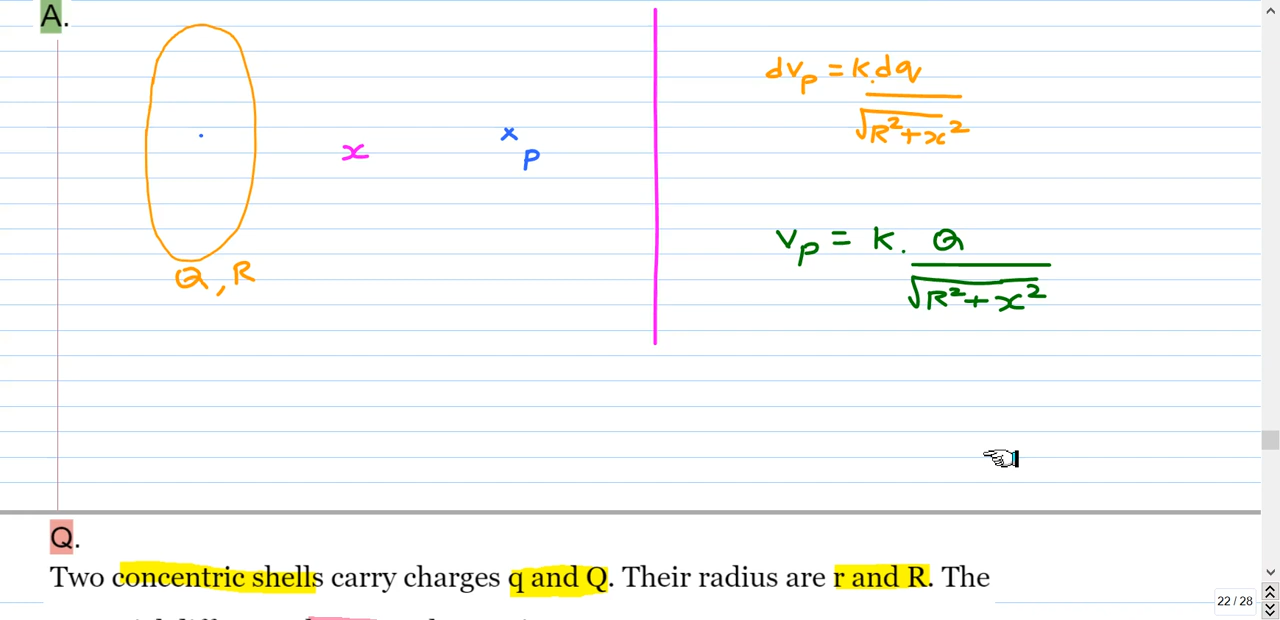 A.
dVp = k.dq / √R²+x²
x
x
P
Vp = k. Q / √R²+x²
Q, R
Q.
Two concentric shells carry charges q and Q. Their radius are r and R. The
22 / 28